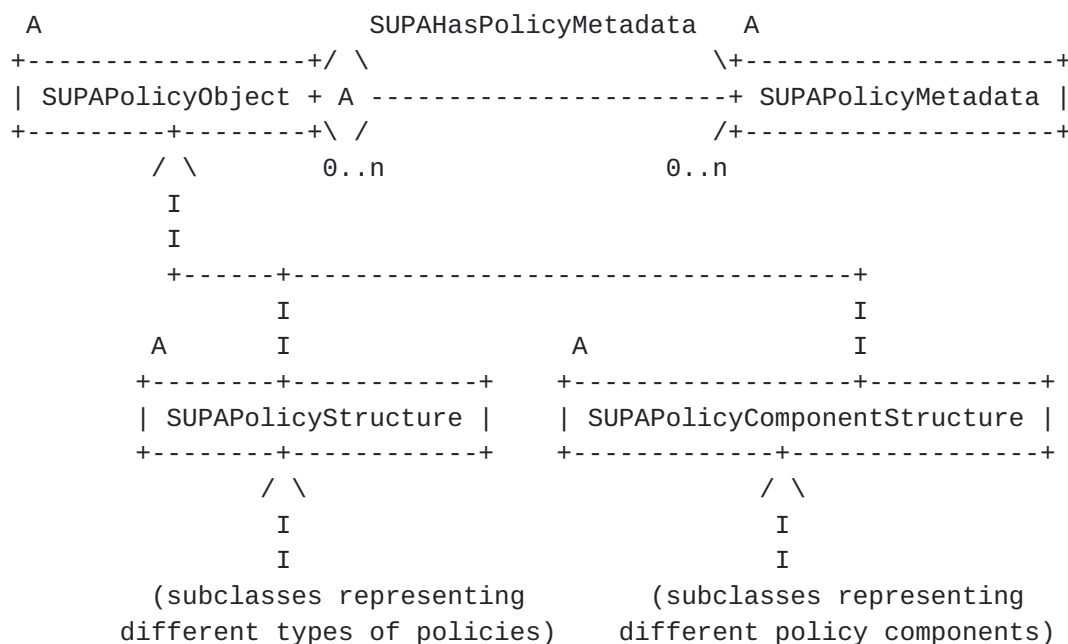 A SUPAHasPolicyMetadata A
+------------------+/ \ \+---------------------+
| SUPAPolicyObject + A -----------------------+ SUPAPolicyMetadata |
+---------+--------+\ / /+---------------------+
/ \ 0..n 0..n
I
I
+------+-----------------------------------+
I I
A I A I
+--------+------------+ +------------------+-----------+
| SUPAPolicyStructure | | SUPAPolicyComponentStructure |
+--------+------------+ +-------------+----------------+
/ \ / \
I I
I I
(subclasses representing (subclasses representing
different types of policies) different policy components)